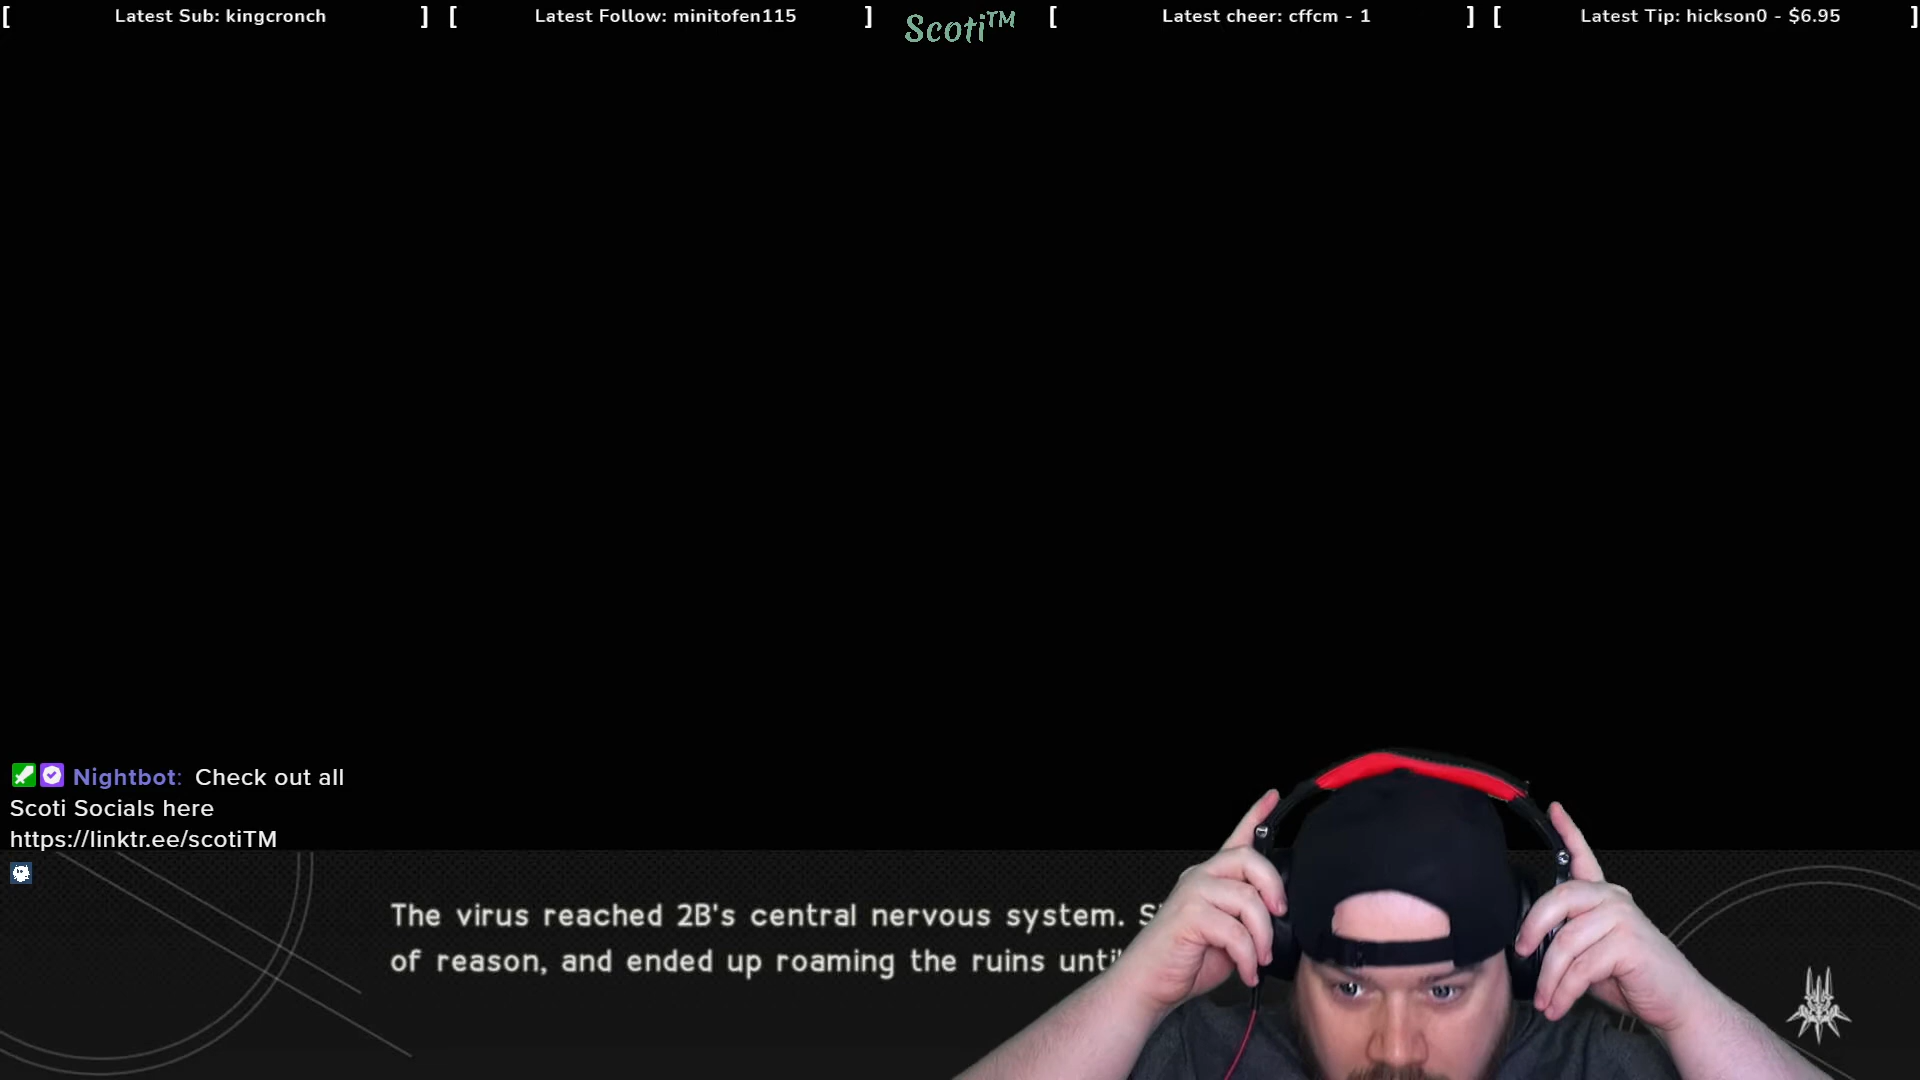 [ Latest Sub: kingcronch ] [ Latest Follow: minitofen115 ] Scoti™ [ Latest cheer: cffcm - 1 ] [ Latest Tip: hickson0 - $6.95 ]
Nightbot: Check out all
Scoti Socials here
https://linktr.ee/scotiTM
The virus reached 2B's central nervous system.
of reason, and ended up roaming the ruins until